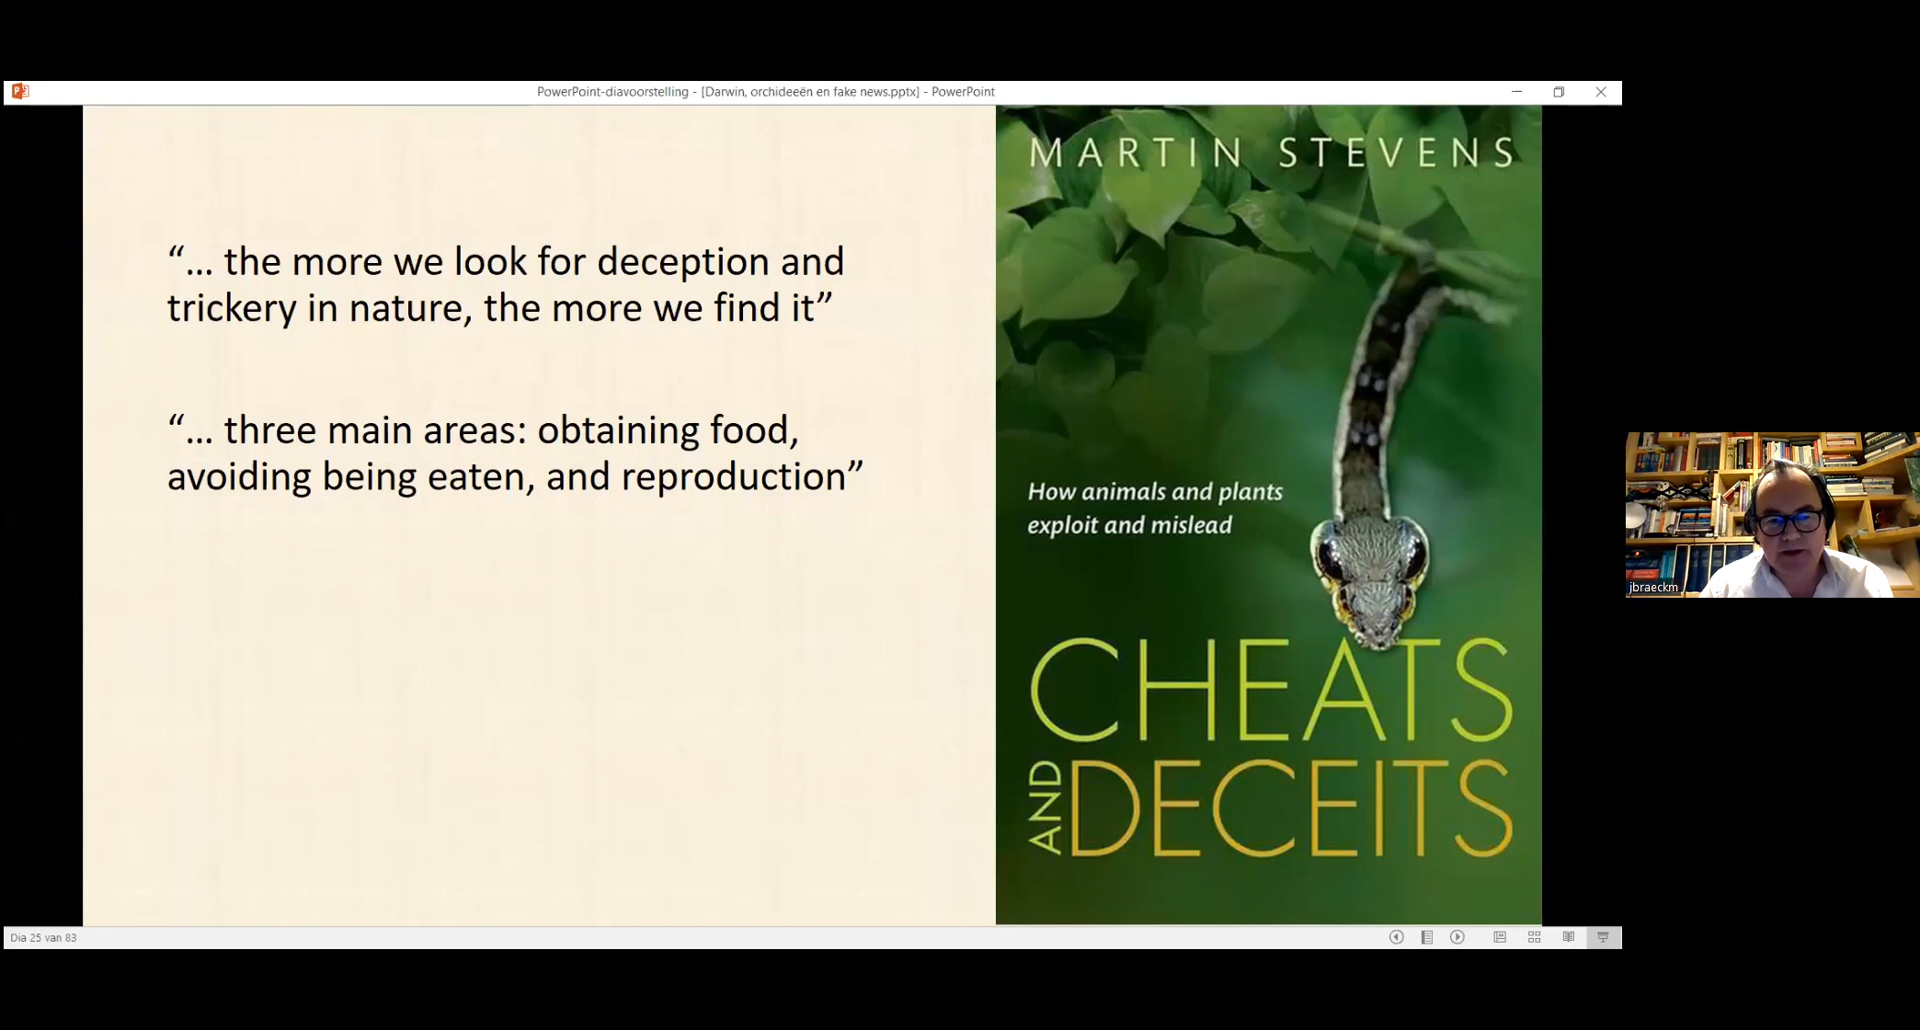 PowerPoint-diavoorstelling - [Darwin, orchideeën en fake news.pptx] - PowerPoint
“... the more we look for deception and
trickery in nature, the more we find it”
“... three main areas: obtaining food,
avoiding being eaten, and reproduction”
MARTIN STEVENS
How animals and plants
exploit and mislead
CHEATS
AND DECEITS
jbraeckm
Dia 25 van 83